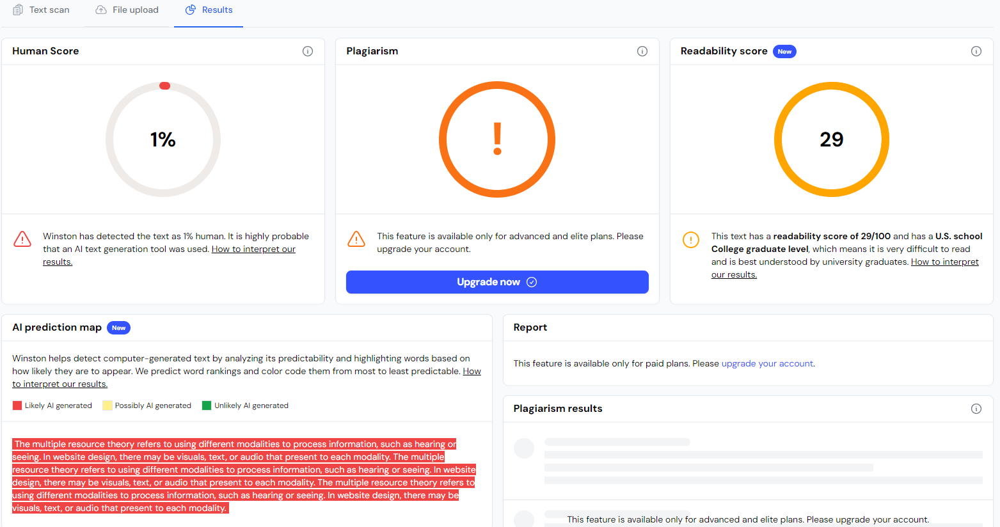 Text scan
File upload
Results
Human Score
1%
Winston has detected the text as 1% human. It is highly probable
that an AI text generation tool was used. How to interpret our
results.
Plagiarism
!
This feature is available only for advanced and elite plans. Please
upgrade your account.
Upgrade now
Readability score New
29
This text has a readability score of 29/100 and has a U.S. school
College graduate level, which means it is very difficult to read
and is best understood by university graduates. How to interpret
our results.
AI prediction map New
Winston helps detect computer-generated text by analyzing its predictability and highlighting words based on
how likely they are to appear. We predict word rankings and color code them from most to least predictable. How
to interpret our results.
Likely AI generated
Possibly AI generated
Unlikely AI generated
The multiple resource theory refers to using different modalities to process information, such as hearing or
seeing. In website design, there may be visuals, text, or audio that present to each modality. The multiple
resource theory refers to using different modalities to process information, such as hearing or seeing. In website
design, there may be visuals, text, or audio that present to each modality. The multiple resource theory refers to
using different modalities to process information, such as hearing or seeing. In website design, there may be
visuals, text, or audio that present to each modality.
Report
This feature is available only for paid plans. Please upgrade your account.
Plagiarism results
This feature is available only for advanced and elite plans. Please upgrade your account.